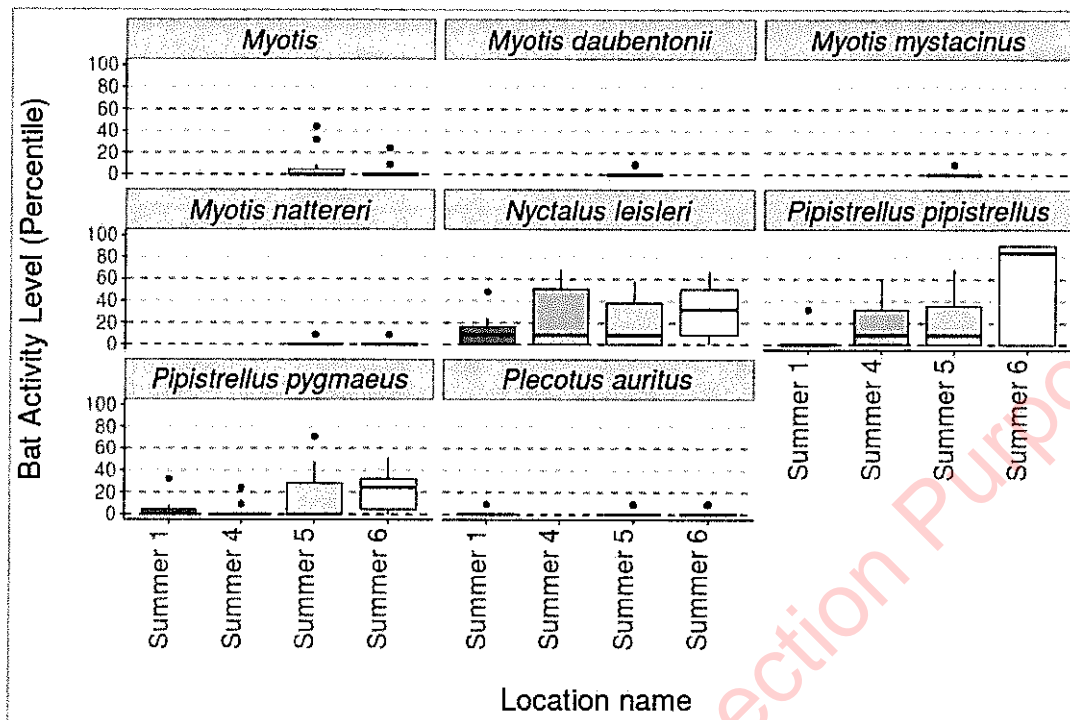 Myotis Myotis daubentonii Myotis mystacinus
100
80
60
40
20
0
Myotis nattereri Nyctalus leisleri Pipistrellus pipistrellus
100
80
60
40
20
0
Pipistrellus pygmaeus Plecotus auritus
100
80
60
40
20
0
Bat Activity Level (Percentile)
Summer 1 Summer 4 Summer 5 Summer 6
Summer 1 Summer 4 Summer 5 Summer 6
Summer 1 Summer 4 Summer 5 Summer 6
Location name
ection Purpo